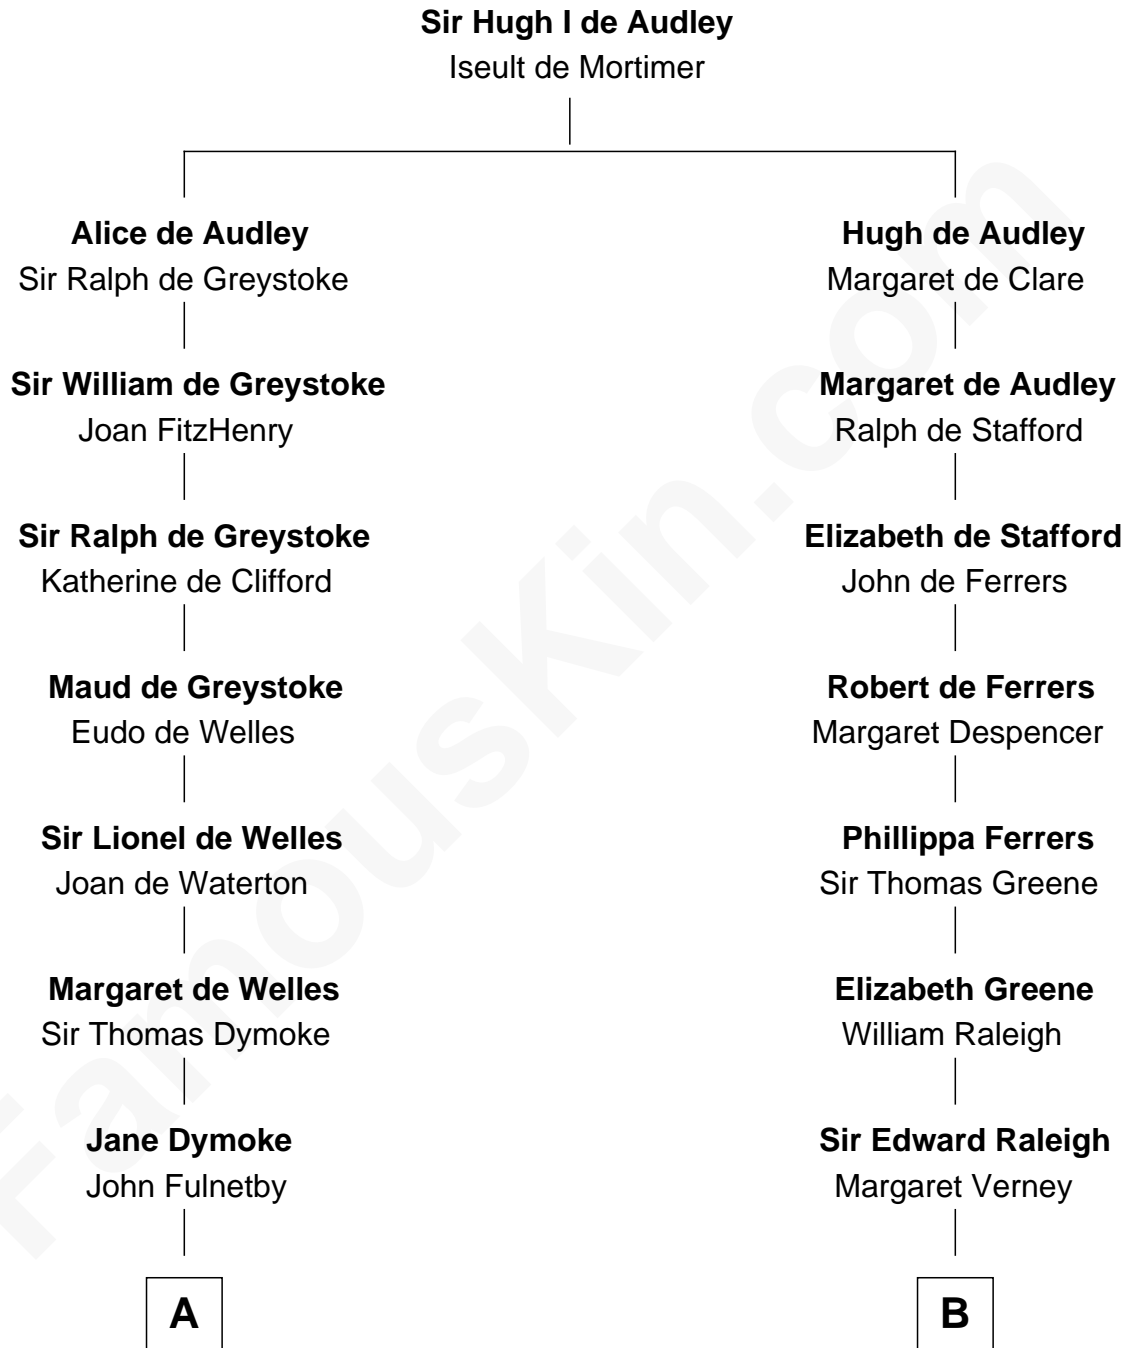 Sir Hugh I de Audley
Iseult de Mortimer
Alice de Audley
Sir Ralph de Greystoke
Hugh de Audley
Margaret de Clare
Sir William de Greystoke
Joan FitzHenry
Margaret de Audley
Ralph de Stafford
Sir Ralph de Greystoke
Katherine de Clifford
Elizabeth de Stafford
John de Ferrers
Maud de Greystoke
Eudo de Welles
Robert de Ferrers
Margaret Despencer
Sir Lionel de Welles
Joan de Waterton
Phillippa Ferrers
Sir Thomas Greene
Margaret de Welles
Sir Thomas Dymoke
Elizabeth Greene
William Raleigh
Jane Dymoke
John Fulnetby
Sir Edward Raleigh
Margaret Verney
A
B
FamousKin.com